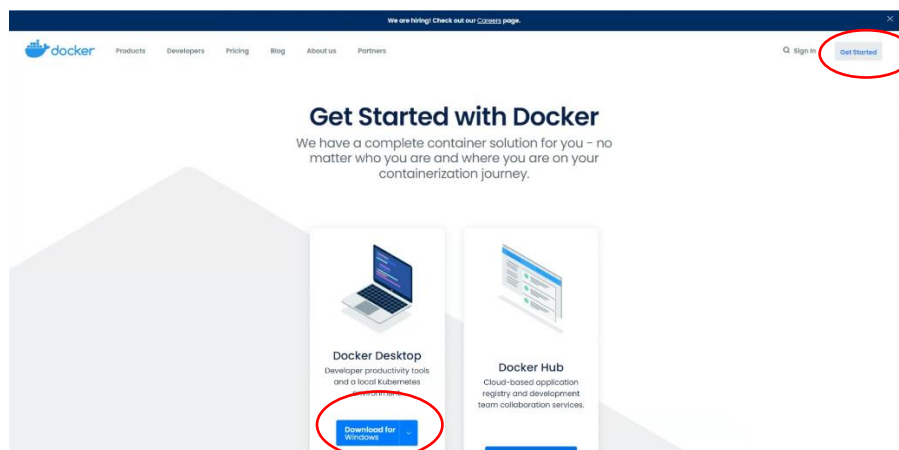 We are hiring! Check out our Careers page.
docker
Products Developers Pricing Blog About us Partners
Sign In
Get Started
Get Started with Docker
We have a complete container solution for you - no
matter who you are and where you are on your
containerization journey.
Docker Desktop
Developer productivity tools
and a local Kubernetes
environment.
Download for
Windows
Docker Hub
Cloud-based application
registry and development
team collaboration services.